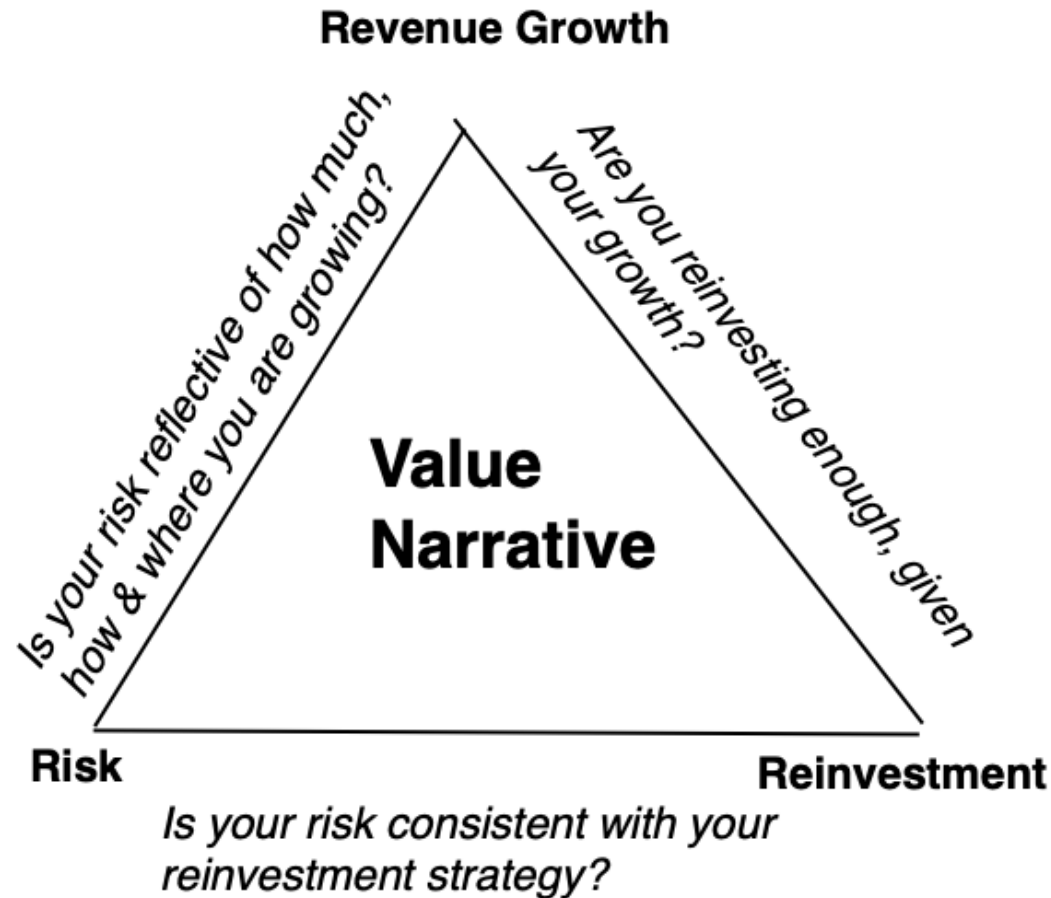 Revenue Growth
Is your risk reflective of how much,
how & where you are growing?
Are you reinvesting enough, given
your growth?
Value
Narrative
Risk
Reinvestment
Is your risk consistent with your
reinvestment strategy?